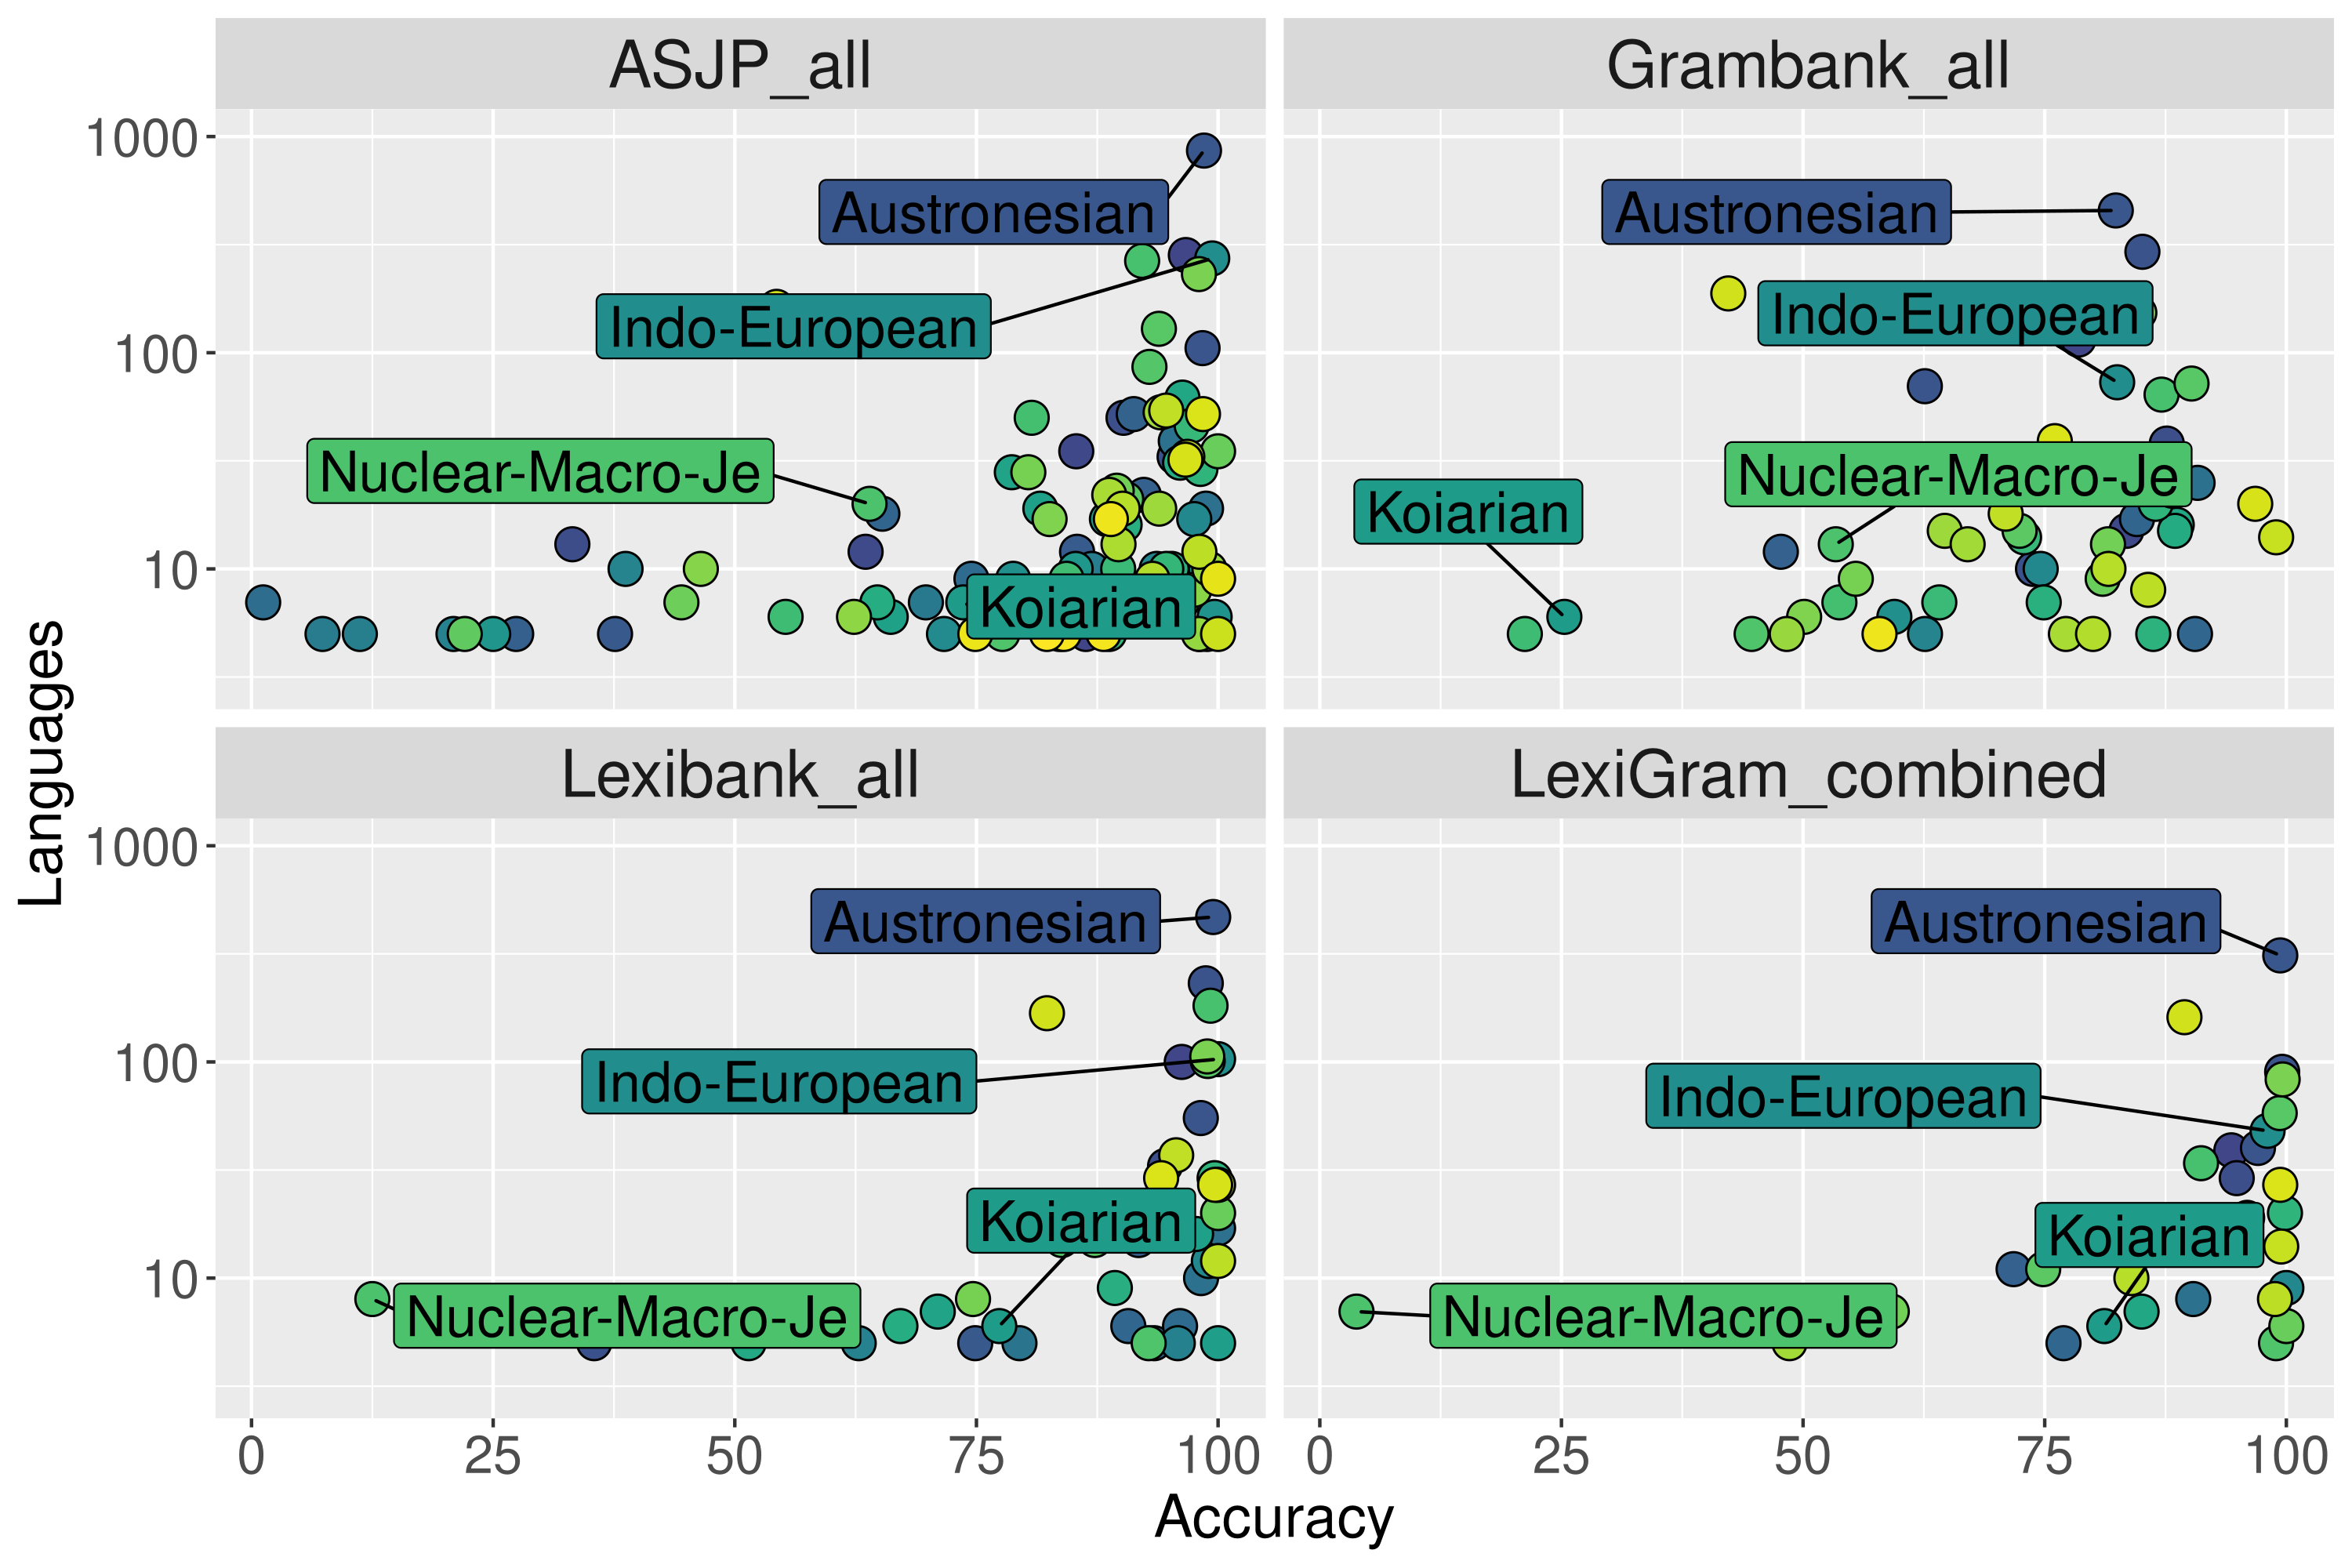 ASJP_all
Grambank_all
1000
100
10
Austronesian
Indo-European
Nuclear-Macro-Je
Koiarian
Austronesian
Indo-European
Nuclear-Macro-Je
Koiarian
Languages
Lexibank_all
LexiGram_combined
1000
100
10
Austronesian
Indo-European
Koiarian
Nuclear-Macro-Je
Austronesian
Indo-European
Koiarian
Nuclear-Macro-Je
0 25 50 75 100
0 25 50 75 100
Accuracy